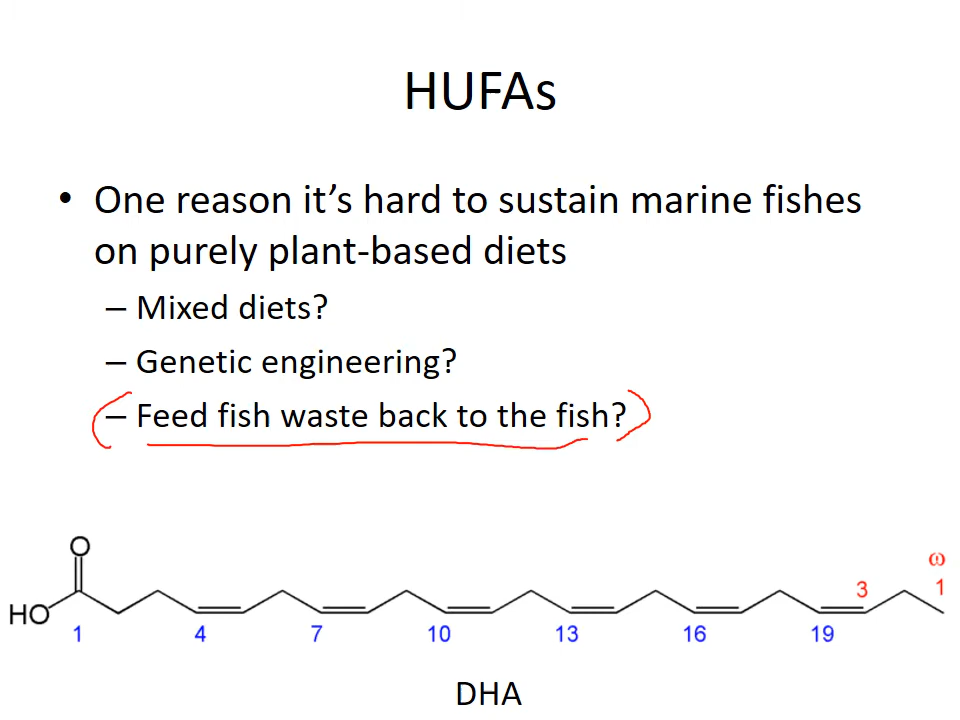 HUFAs
• One reason it's hard to sustain marine fishes
on purely plant-based diets
– Mixed diets?
– Genetic engineering?
– Feed fish waste back to the fish?
O
ω
HO
3
1
1
4
7
10
13
16
19
DHA